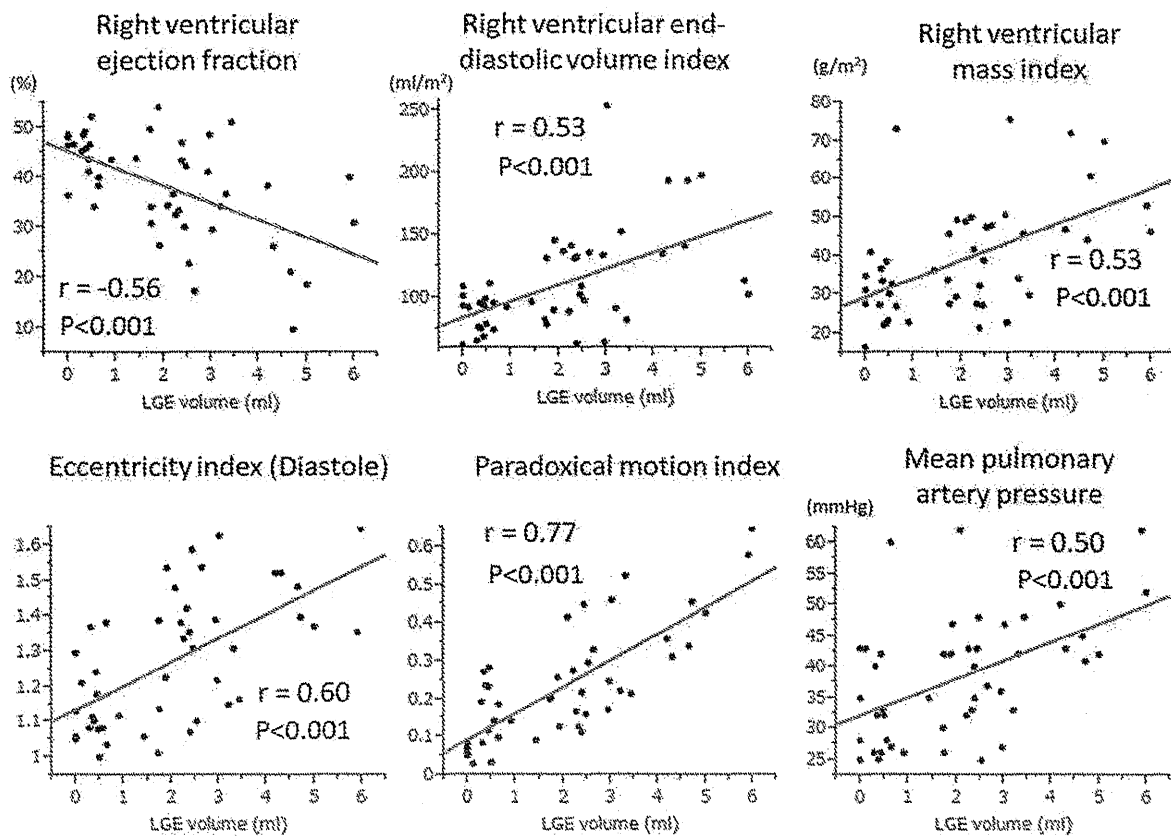 Right ventricular
ejection fraction
(%)
50
40
30
20
10
r = -0.56
P<0.001
0 1 2 3 4 5 6
LGE volume (ml)
Right ventricular end-
diastolic volume index
(ml/m²)
250
200
150
100
r = 0.53
P<0.001
0 1 2 3 4 5 6
LGE volume (ml)
Right ventricular
mass index
(g/m²)
80
70
60
50
40
30
20
r = 0.53
P<0.001
0 1 2 3 4 5 6
LGE volume (ml)
Eccentricity index (Diastole)
1.6
1.5
1.4
1.3
1.2
1.1
1
r = 0.60
P<0.001
0 1 2 3 4 5 6
LGE volume (ml)
Paradoxical motion index
0.6
0.5
0.4
0.3
0.2
0.1
0
r = 0.77
P<0.001
0 1 2 3 4 5 6
LGE volume (ml)
Mean pulmonary
artery pressure
(mmHg)
60
55
50
45
40
35
30
25
r = 0.50
P<0.001
0 1 2 3 4 5 6
LGE volume (ml)